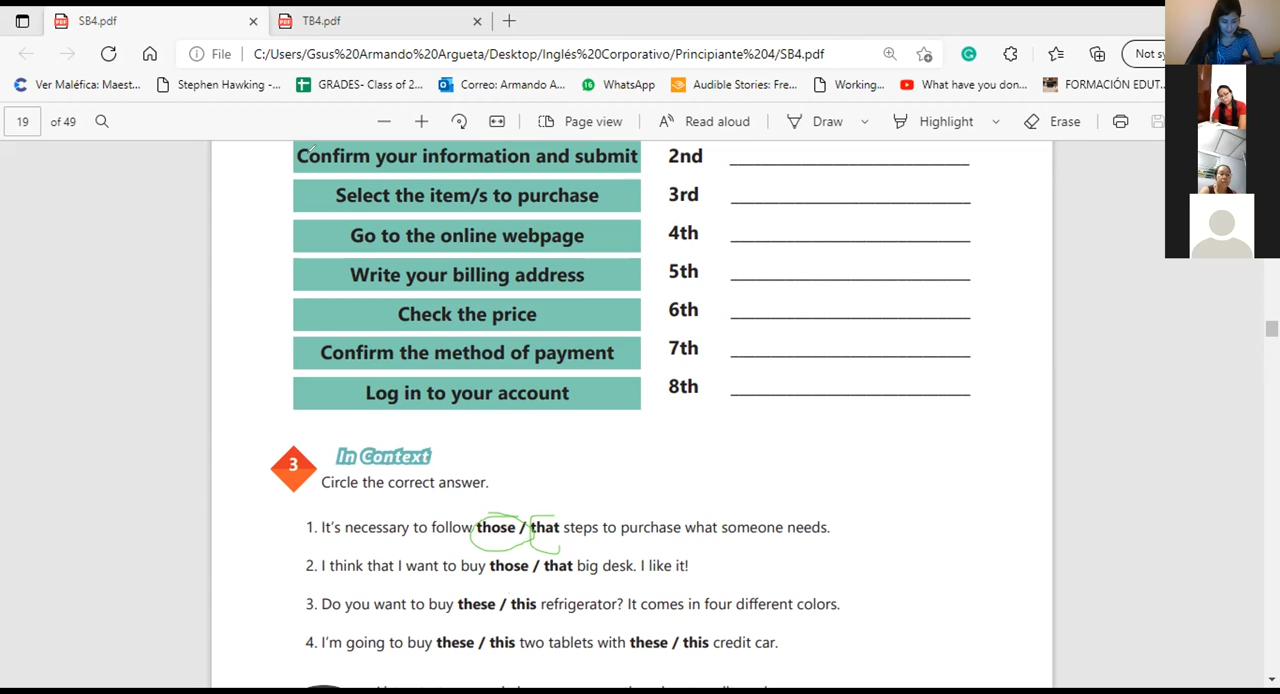 SB4.pdf
TB4.pdf
File C:/Users/Gsus%20Armando%20Argueta/Desktop/Inglés%20Corporativo/Principiante%204/SB4.pdf Not sy
Ver Maléfica: Maest... Stephen Hawking -... GRADES- Class of 2... Correo: Armando A... 16 WhatsApp Audible Stories: Fre... Working... What have you don... FORMACIÓN EDUT...
19 of 49 Page view Read aloud Draw Highlight Erase
Confirm your information and submit 2nd
Select the item/s to purchase 3rd
Go to the online webpage 4th
Write your billing address 5th
Check the price 6th
Confirm the method of payment 7th
Log in to your account 8th
3 In Context
Circle the correct answer.
1. It's necessary to follow those / that steps to purchase what someone needs.
2. I think that I want to buy those / that big desk. I like it!
3. Do you want to buy these / this refrigerator? It comes in four different colors.
4. I'm going to buy these / this two tablets with these / this credit car.